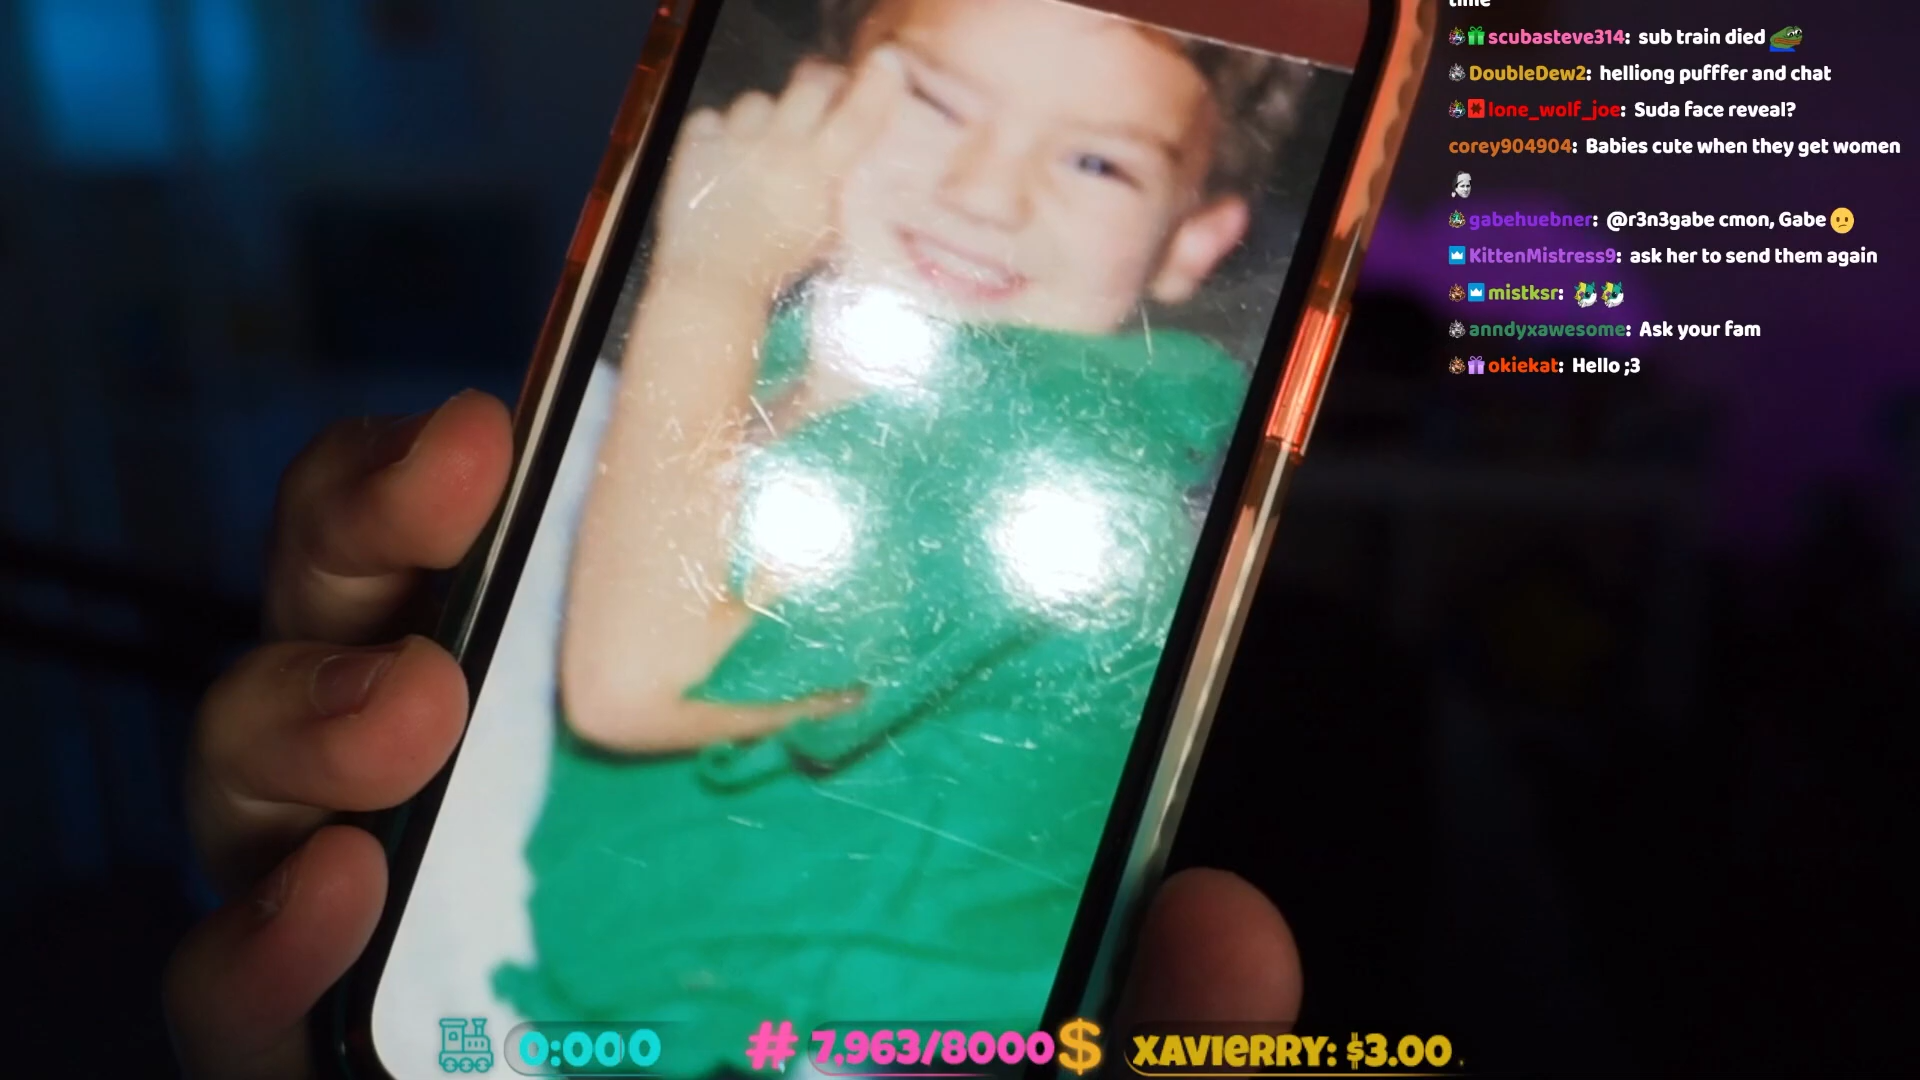 scubasteve314: sub train died
DoubleDew2: helliong pufffer and chat
lone_wolf_joe: Suda face reveal?
corey904904: Babies cute when they get women
gabehuebner: @r3n3gabe cmon, Gabe
KittenMistress9: ask her to send them again
mistksr:
anndyxawesome: Ask your fam
okiekat: Hello ;3
0:00 # 7,963/8000 $ XAVIERRY: $3.00